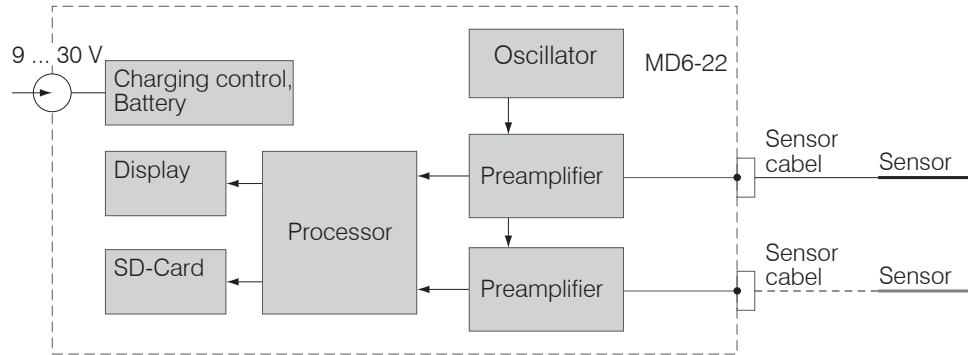 9 ... 30 V
Charging control,
Battery
Oscillator
MD6-22
Display
Processor
Preamplifier
Sensor
cabel
Sensor
SD-Card
Preamplifier
Sensor
cabel
Sensor